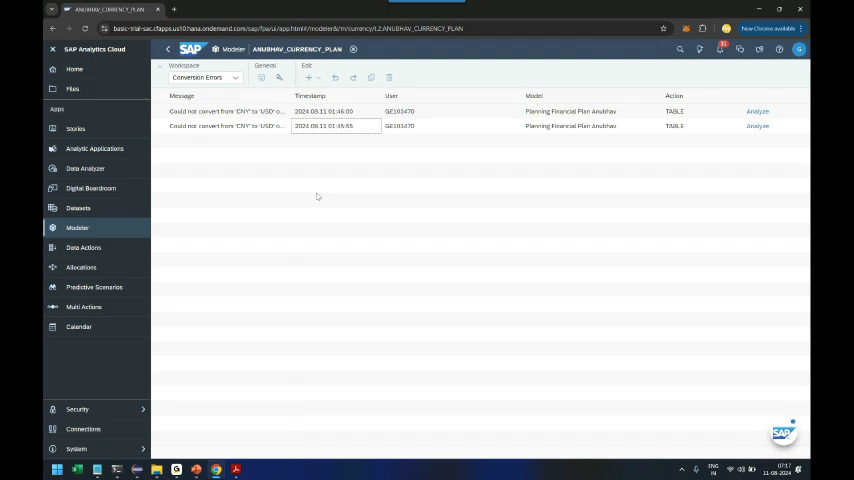 ANUBHAV_CURRENCY_PLAN
basic-trial-sac.cfapps.us10.hana.ondemand.com/sap/fpa/ui/app.html#/modeler&/m/currency/t.2.ANUBHAV_CURRENCY_PLAN
New Chrome available
SAP Analytics Cloud
SAP
Modeler
ANUBHAV_CURRENCY_PLAN
31
G
Home
Files
Apps
Stories
Analytic Applications
Data Analyzer
Digital Boardroom
Datasets
Modeler
Data Actions
Allocations
Predictive Scenarios
Multi Actions
Calendar
Security
Connections
System
Workspace
General
Edit
Conversion Errors
Message Timestamp User Model Action
Could not convert from 'CNY' to 'USD' o... 2024.08.11 01:46:00 GE103470 Planning Financial Plan Anubhav TABLE Analyze
Could not convert from 'CNY' to 'USD' o... 2024.08.11 01:45:55 GE103470 Planning Financial Plan Anubhav TABLE Analyze
SAP
ENG
IN
07:17
11-08-2024